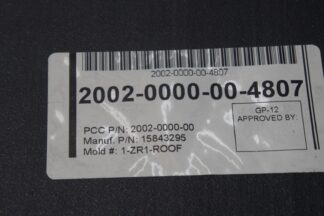 2002-0000-00-4807
2002-0000-00-4807
GP-12
APPROVED BY:
PCC P/N: 2002-0000-00
Manuf. P/N: 15843295
Mold #: 1-ZR1-ROOF